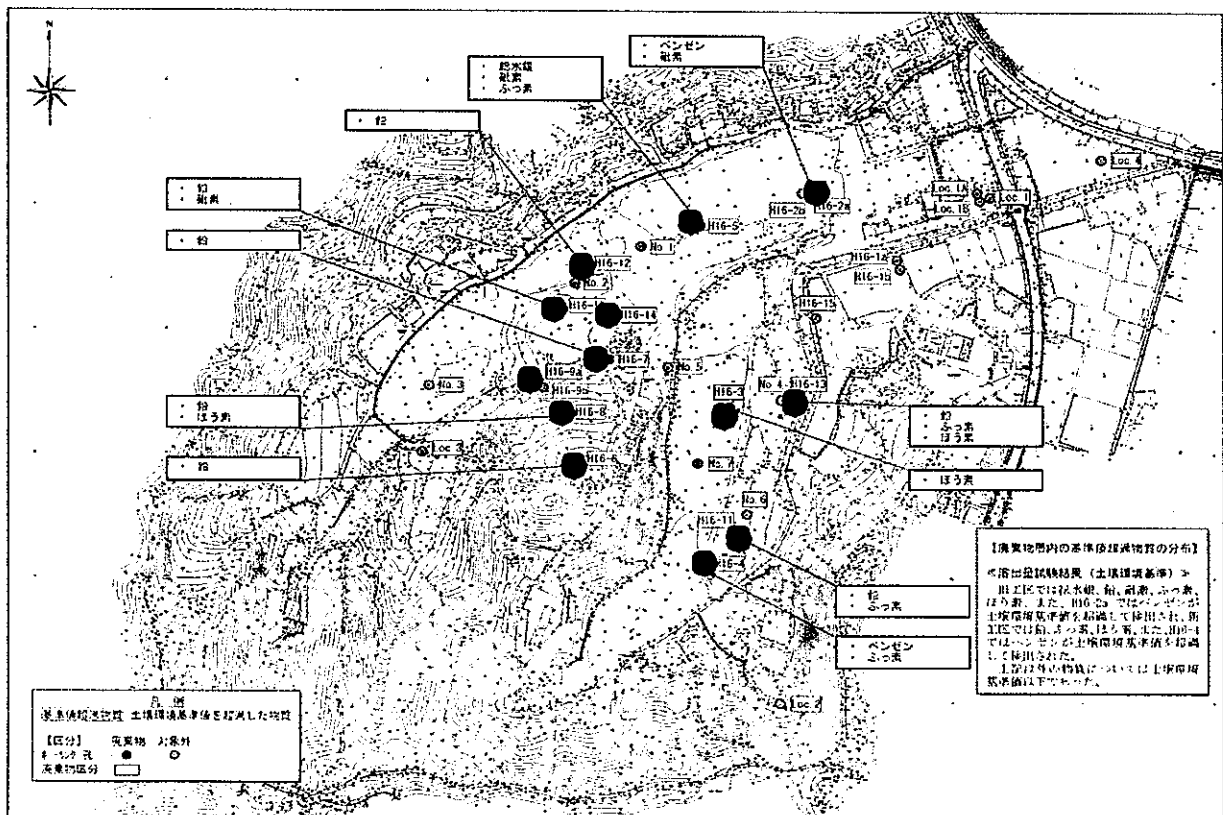 N
・ ベンゼン
・ 砒素
・ 総水銀
・ 砒素
・ ふっ素
・ 鉛
・ 鉛
・ 砒素
・ 鉛
・ 鉛
・ ほう素
・ 鉛
Loc.4
Loc.1A
Loc.1
Loc.1B
H16-2b
H16-2a
H16-5
No.1
H16-12
No.2
H16-1a
H16-1b
H16-15
H16-14
H16-7
No.5
H16-9a
No.3
H16-3
No.4
H16-13
H16-8
Loc.3
H16-6
No.7
No.6
H16-11
H16-4
Loc.2
・ 鉛
・ ふっ素
・ ほう素
・ ほう素
・ 鉛
・ ふっ素
・ ベンゼン
・ ふっ素
【廃棄物層内の基準値超過物質の分布】
≪溶出量試験結果（土壌環境基準）≫
旧工区では総水銀、鉛、砒素、ふっ素、
ほう素、また、H16-2aではベンゼンが
土壌環境基準値を超過して検出され、新
工区では鉛、ふっ素、ほう素、また、H16-4
ではベンゼンが土壌環境基準値を超過
して検出された。
上記以外の物質については土壌環境
基準値以下であった。
凡 例
基準値超過物質 土壌環境基準値を超過した物質
【区分】 廃棄物 対象外
ボーリング孔
廃棄物区分